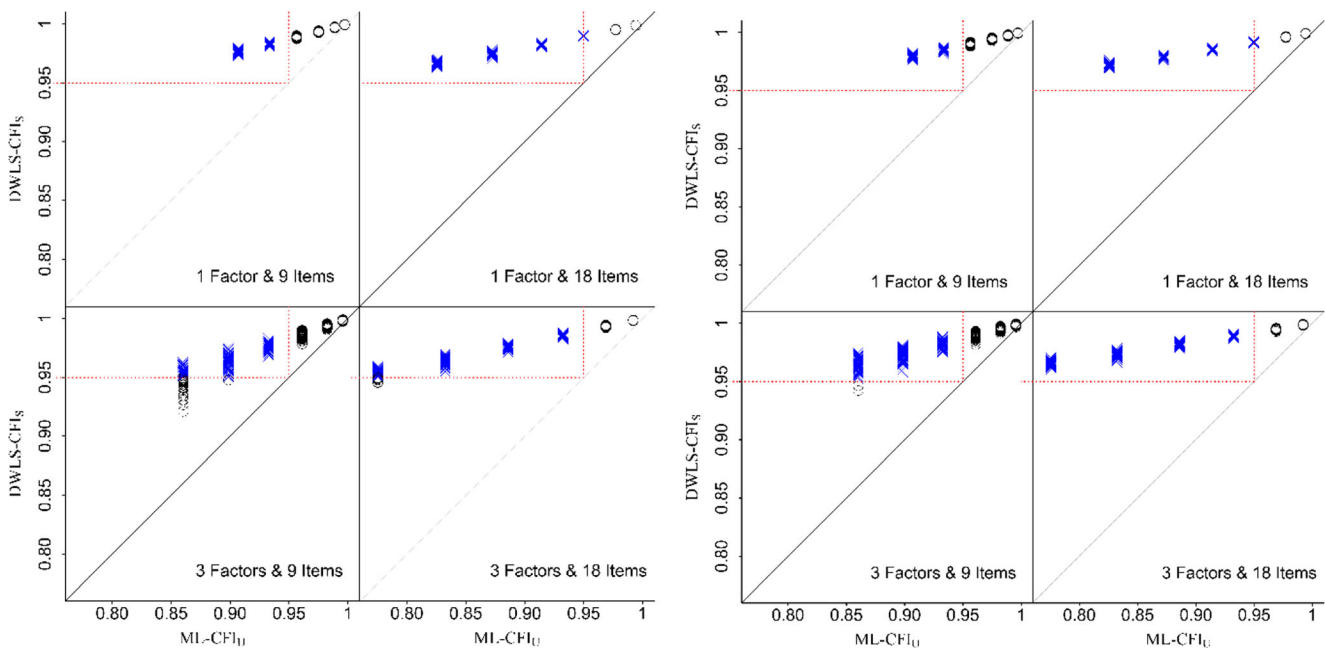 1
0.95
0.90
0.85
0.80
DWLS-CFIS
1 Factor & 9 Items
1 Factor & 18 Items
1
0.95
0.90
0.85
0.80
DWLS-CFIS
3 Factors & 9 Items
3 Factors & 18 Items
0.80 0.85 0.90 0.95 1
0.80 0.85 0.90 0.95 1
ML-CFIU
ML-CFIU
1
0.95
0.90
0.85
0.80
DWLS-CFIS
1 Factor & 9 Items
1 Factor & 18 Items
1
0.95
0.90
0.85
0.80
DWLS-CFIS
3 Factors & 9 Items
3 Factors & 18 Items
0.80 0.85 0.90 0.95 1
0.80 0.85 0.90 0.95 1
ML-CFIU
ML-CFIU